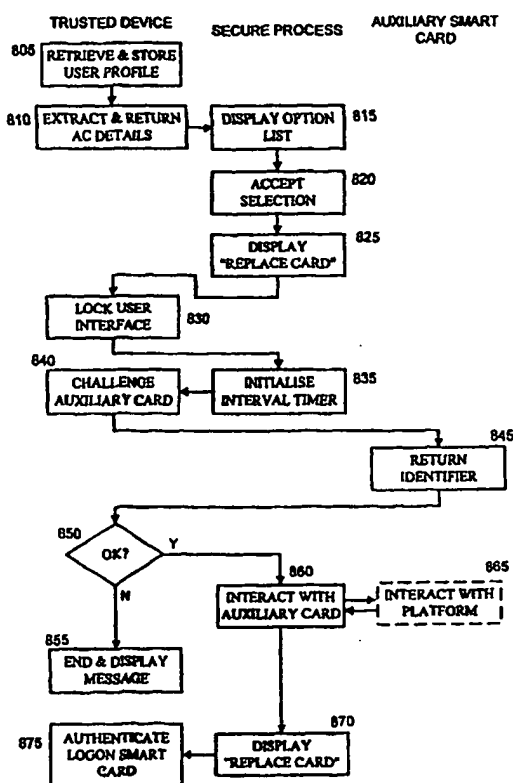 TRUSTED DEVICE
SECURE PROCESS
AUXILIARY SMART
CARD
805
RETRIEVE & STORE
USER PROFILE
810
EXTRACT & RETURN
AC DETAILS
DISPLAY OPTION
LIST
815
ACCEPT
SELECTION
820
DISPLAY
"REPLACE CARD"
825
LOCK USER
INTERFACE
830
840
CHALLENGE
AUXILIARY CARD
INITIALISE
INTERVAL TIMER
835
845
RETURN
IDENTIFIER
850
OK?
Y
N
860
INTERACT WITH
AUXILIARY CARD
865
INTERACT WITH
PLATFORM
855
END & DISPLAY
MESSAGE
870
DISPLAY
"REPLACE CARD"
875
AUTHENTICATE
LOGON SMART
CARD